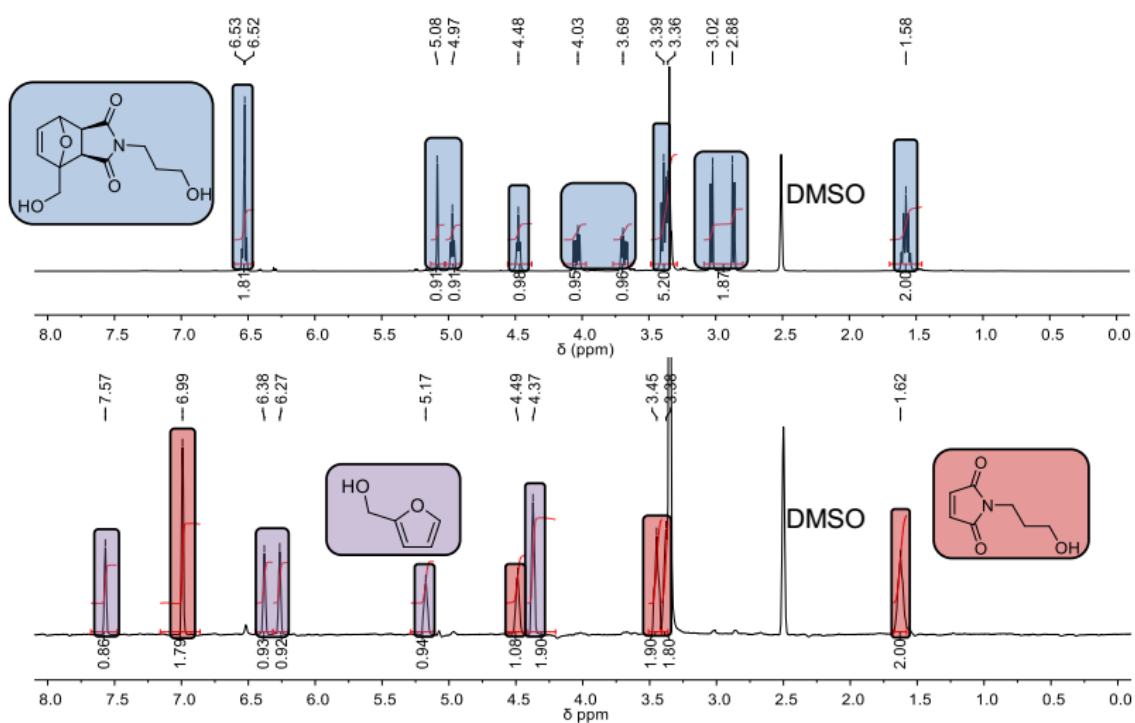 6.53 6.52 5.08 4.97 4.48 4.03 3.69 3.39 3.36 3.02 2.88 1.58
O
O
N
O
OH
HO
DMSO
1.81 0.91 0.91 0.98 0.95 0.96 5.20 1.87 2.00
8.0 7.5 7.0 6.5 6.0 5.5 5.0 4.5 4.0 3.5 3.0 2.5 2.0 1.5 1.0 0.5 0.0
δ (ppm)
7.57 6.99 6.38 6.27 5.17 4.49 4.37 3.45 3.38 1.62
HO
O
DMSO
O
N
O
OH
0.86 1.79 0.93 0.92 0.94 1.08 1.90 1.90 1.80 2.00
8.0 7.5 7.0 6.5 6.0 5.5 5.0 4.5 4.0 3.5 3.0 2.5 2.0 1.5 1.0 0.5 0.0
δ ppm